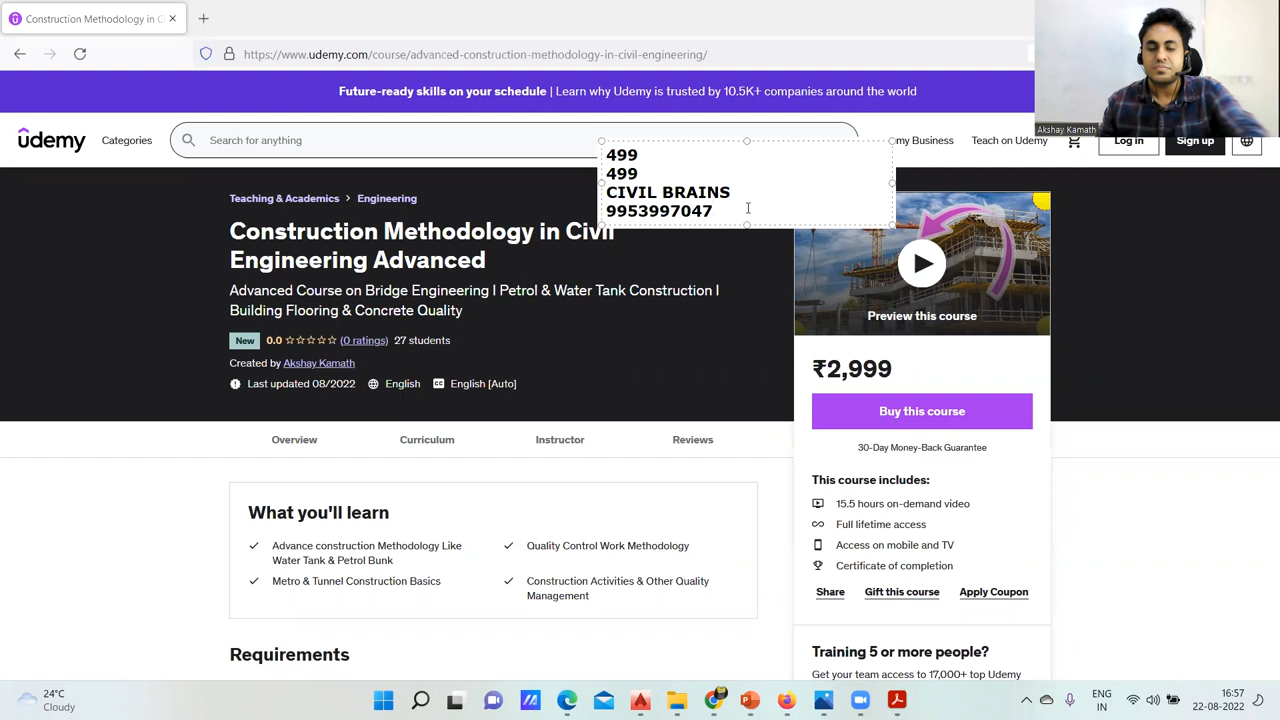 Construction Methodology in C
https://www.udemy.com/course/advanced-construction-methodology-in-civil-engineering/
Akshay Kamath
Future-ready skills on your schedule | Learn why Udemy is trusted by 10.5K+ companies around the world
udemy
Categories
Search for anything
my Business
Teach on Udemy
Log in
Sign up
499
499
CIVIL BRAINS
9953997047
Teaching & Academics > Engineering
Construction Methodology in Civil
Engineering Advanced
Advanced Course on Bridge Engineering I Petrol & Water Tank Construction I
Building Flooring & Concrete Quality
New 0.0 (0 ratings) 27 students
Created by Akshay Kamath
Last updated 08/2022 English English [Auto]
Preview this course
₹2,999
Buy this course
30-Day Money-Back Guarantee
This course includes:
15.5 hours on-demand video
Full lifetime access
Access on mobile and TV
Certificate of completion
Share Gift this course Apply Coupon
Training 5 or more people?
Get your team access to 17,000+ top Udemy
Overview Curriculum Instructor Reviews
What you'll learn
Advance construction Methodology Like
Water Tank & Petrol Bunk
Metro & Tunnel Construction Basics
Quality Control Work Methodology
Construction Activities & Other Quality
Management
Requirements
24°C
Cloudy
ENG
IN
16:57
22-08-2022